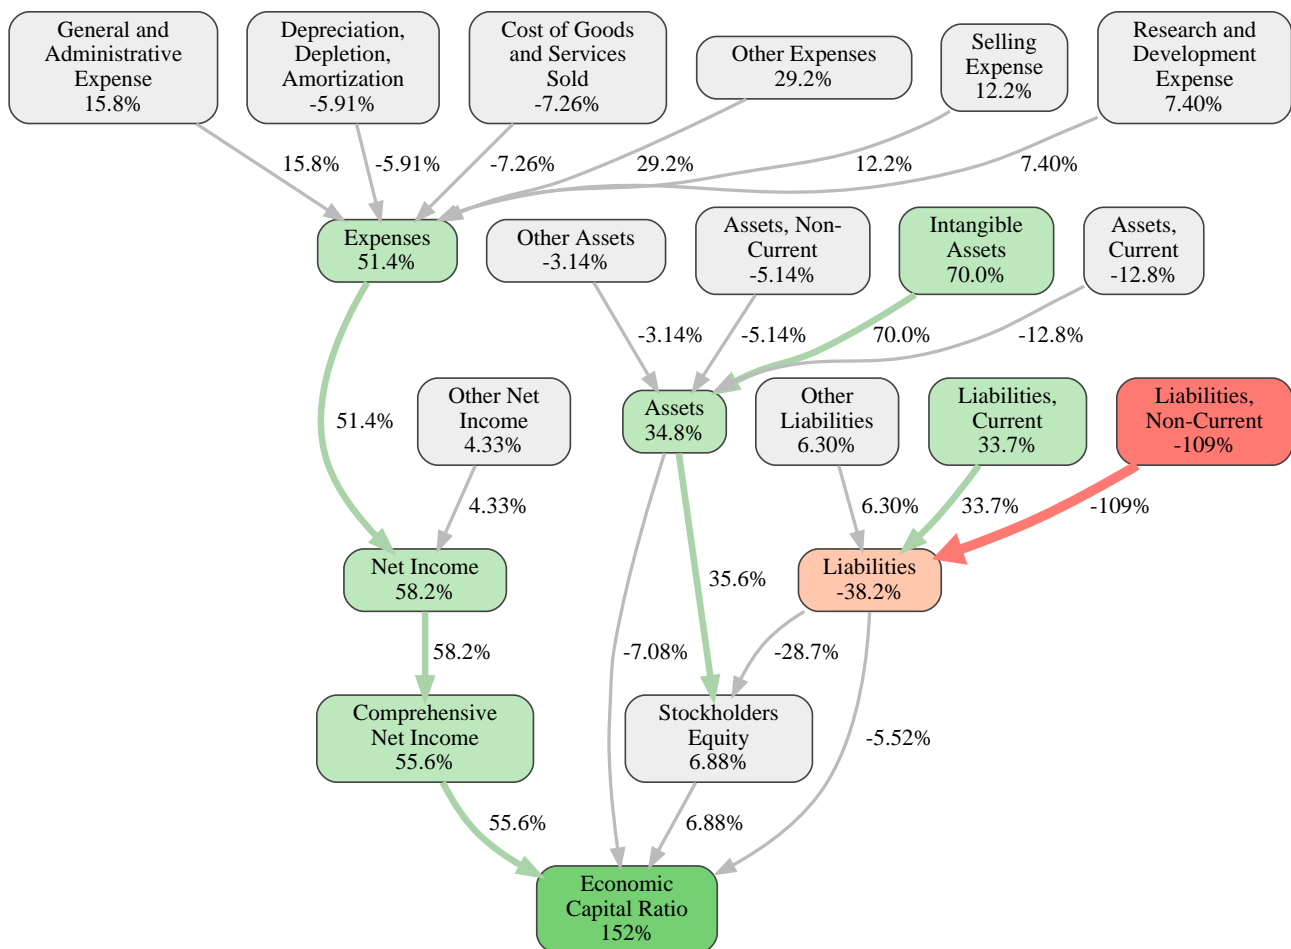 General and
Administrative
Expense
15.8%
Depreciation,
Depletion,
Amortization
-5.91%
Cost of Goods
and Services
Sold
-7.26%
Other Expenses
29.2%
Selling
Expense
12.2%
Research and
Development
Expense
7.40%
15.8%
-5.91%
-7.26%
29.2%
12.2%
7.40%
Expenses
51.4%
Other Assets
-3.14%
Assets, Non-
Current
-5.14%
Intangible
Assets
70.0%
Assets,
Current
-12.8%
-3.14%
-5.14%
70.0%
-12.8%
51.4%
Other Net
Income
4.33%
Assets
34.8%
Other
Liabilities
6.30%
Liabilities,
Current
33.7%
Liabilities,
Non-Current
-109%
4.33%
6.30%
33.7%
-109%
Net Income
58.2%
35.6%
Liabilities
-38.2%
58.2%
-7.08%
-28.7%
Comprehensive
Net Income
55.6%
Stockholders
Equity
6.88%
-5.52%
55.6%
6.88%
Economic
Capital Ratio
152%